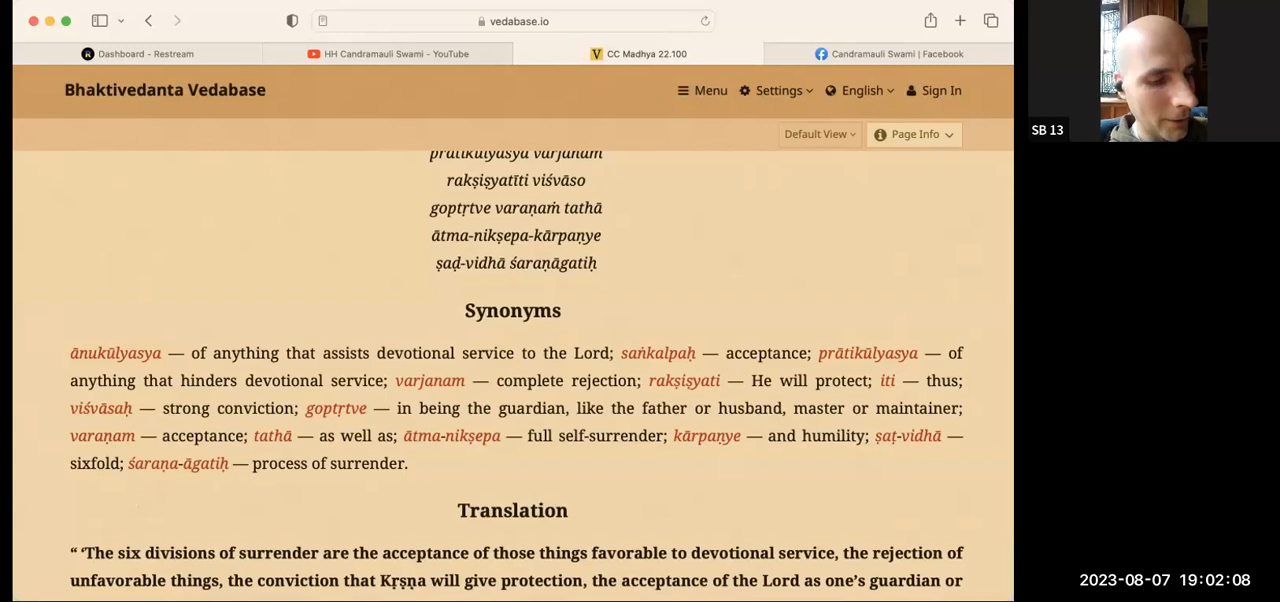 vedabase.io
Dashboard - Restream
HH Candramauli Swami - YouTube
CC Madhya 22.100
Candramauli Swami | Facebook
Bhaktivedanta Vedabase
Menu
Settings
English
Sign In
Default View
Page Info
prātikūlyasya varjanam
rakṣiṣyatīti viśvāso
goptṛtve varaṇaṁ tathā
ātma-nikṣepa-kārpaṇye
ṣaḍ-vidhā śaraṇāgatiḥ
Synonyms
ānukūlyasya — of anything that assists devotional service to the Lord; saṅkalpaḥ — acceptance; prātikūlyasya — of
anything that hinders devotional service; varjanam — complete rejection; rakṣiṣyati — He will protect; iti — thus;
viśvāsaḥ — strong conviction; goptṛtve — in being the guardian, like the father or husband, master or maintainer;
varaṇam — acceptance; tathā — as well as; ātma-nikṣepa — full self-surrender; kārpaṇye — and humility; ṣaṭ-vidhā —
sixfold; śaraṇa-āgatiḥ — process of surrender.
Translation
“ ‘The six divisions of surrender are the acceptance of those things favorable to devotional service, the rejection of
unfavorable things, the conviction that Kṛṣṇa will give protection, the acceptance of the Lord as one’s guardian or
SB 13
2023-08-07 19:02:08